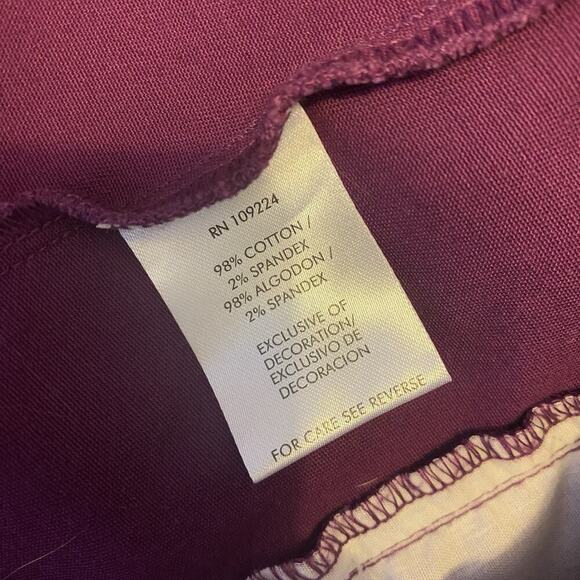 RN 109224
98% COTTON /
2% SPANDEX
98% ALGODON /
2% SPANDEX
EXCLUSIVE OF
DECORATION/
EXCLUSIVO DE
DECORACION
FOR CARE SEE REVERSE